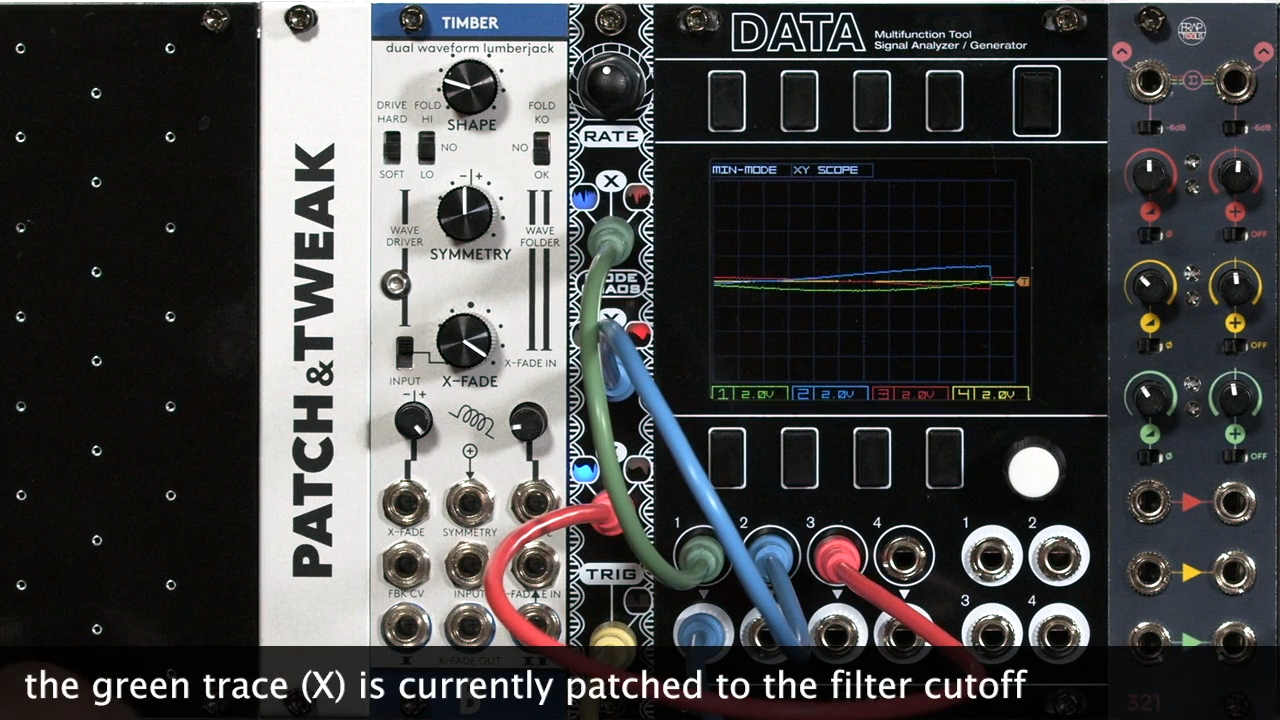 PATCH & TWEAK
TIMBER
dual waveform lumberjack
DRIVE
HARD
FOLD
HI
FOLD
KO
SHAPE
NO
NO
SOFT
LO
OK
WAVE
DRIVER
WAVE
FOLDER
SYMMETRY
X-FADE IN
INPUT
X-FADE
X-FADE
SYMMETRY
FBK CV
INPUT
X-FADE OUT
RATE
X
TRIG
DATA
Multifunction Tool
Signal Analyzer / Generator
MIN-MODE XY SCOPE
T
1 2.0V 2 2.0V 3 2.0V 4 2.0V
1 2 3 4
1 2
3 4
FRAP
TOOLS
Σ
-6dB -6dB
Ø OFF
Ø OFF
Ø OFF
321
the green trace (X) is currently patched to the filter cutoff